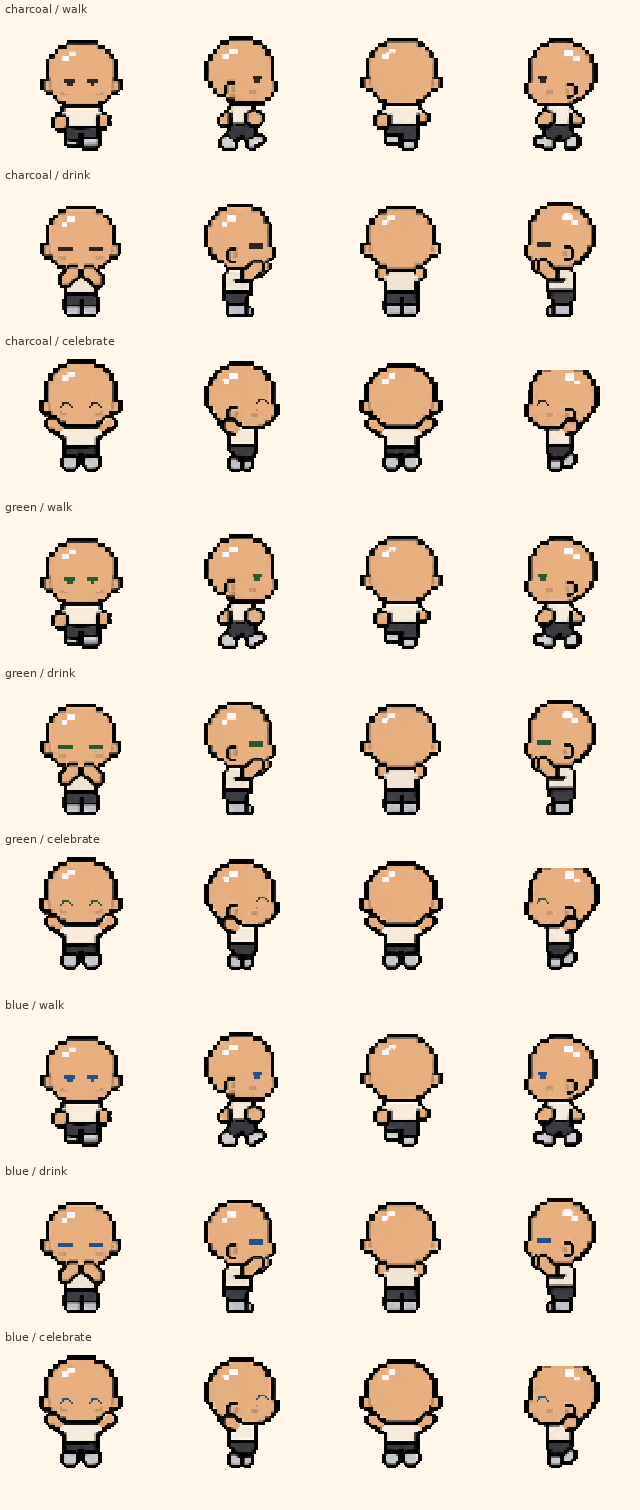 charcoal / walk
charcoal / drink
charcoal / celebrate
green / walk
green / drink
green / celebrate
blue / walk
blue / drink
blue / celebrate